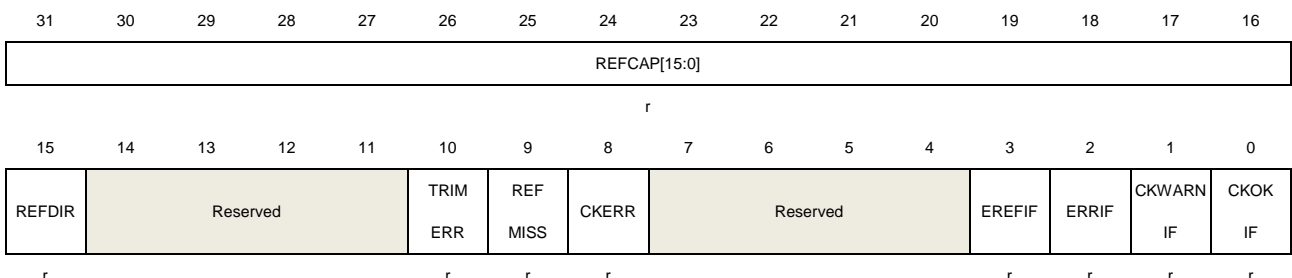 31 30 29 28 27 26 25 24 23 22 21 20 19 18 17 16
REFCAP[15:0]
r
15 14 13 12 11 10 9 8 7 6 5 4 3 2 1 0
REFDIR Reserved TRIM ERR REF MISS CKERR Reserved EREFIF ERRIF CKWARN IF CKOK IF
r r r r r r r r